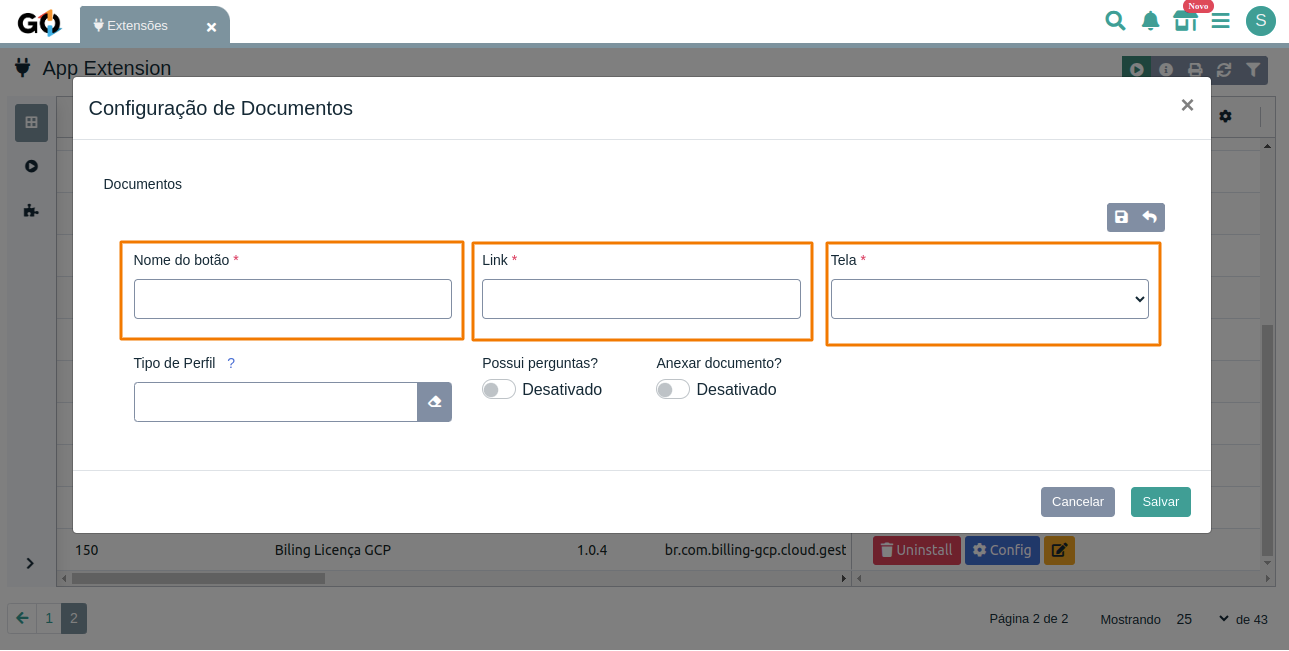 GO
Extensões
Novo
S
App Extension
Configuração de Documentos
Documentos
Nome do botão *
Link *
Tela *
Tipo de Perfil ?
Possui perguntas?
Anexar documento?
Desativado
Desativado
Cancelar
Salvar
150
Biling Licença GCP
1.0.4
br.com.billing-gcp.cloud.gest
Uninstall
Config
1
2
Página 2 de 2
Mostrando
25
de 43